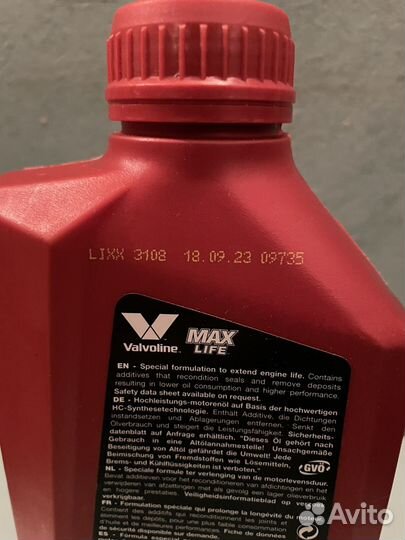 LIXX 3108 18.09.23 09735
Valvoline MAX LIFE
EN - Special formulation to extend engine life. Contains
additives that recondition seals and remove deposits
resulting in lower oil consumption and higher performance.
Safety data sheet available on request.
DE - Hochleistungs-motorenöl auf Basis der hochwertigen
HC-Synthesetechnologie. Enthält Additive, die Dichtungen
instandsetzen und Ablagerungen entfernen. Senkt den
Ölverbrauch und steigert die Leistungsfähigkeit. Sicherheits-
datenblatt auf Anfrage erhältlich. "Dieses Öl gehört nach
Gebrauch in eine Altölannahmestelle! Unsachgemäße
Beseitigung von Altöl gefährdet die Umwelt! Jede
Beimischung von Fremdstoffen wie Lösemitteln,
Brems- und Kühlflüssigkeiten ist verboten."
GVÖ
NL - Speciale formule ter verlenging van de motorlevensduur.
Bevat additieven voor het reconditioneren van afdichtingen en het
verwijderen van afzettingen met als gevolg een lager olieverbruik
en hogere prestaties. Veiligheidsinformatieblad op verzoek
verkrijgbaar.
FR - Formule spéciale qui prolonge la longévité du
Contient des additifs qui reconditionnent les joints et
éliminent les dépôts, pour une plus faible consommation
d'huile et de meilleures performances. Fiche de données
de sécurité sur demande.
ES - Fórmula especial
Avito